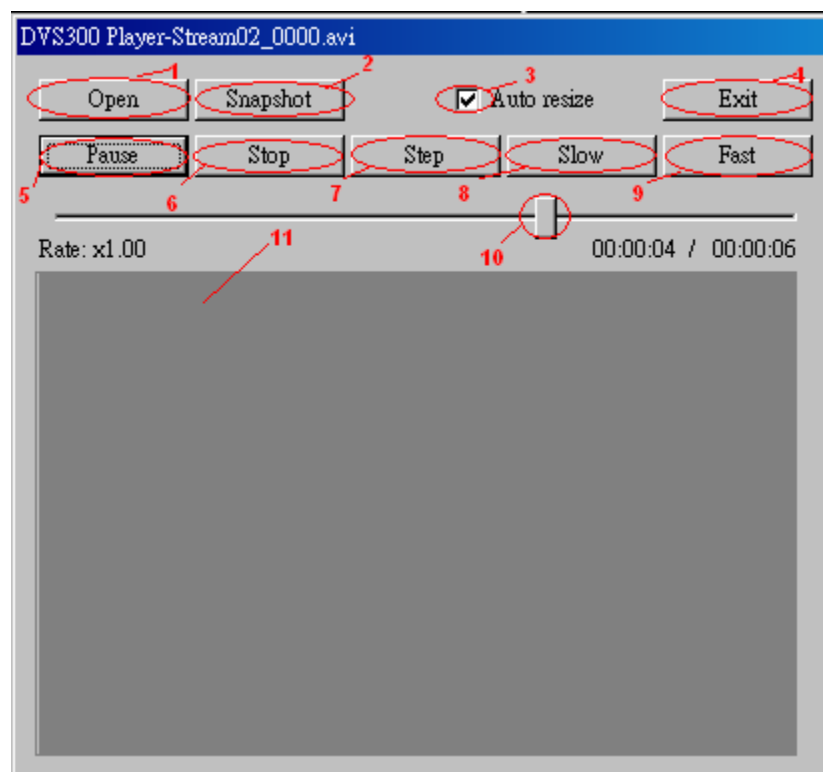 DVS300 Player-Stream02_0000.avi
1 2 3 4
Open Snapshot Auto resize Exit
Pause Stop Step Slow Fast
5 6 7 8 9
Rate: x1.00 11 10 00:00:04 / 00:00:06